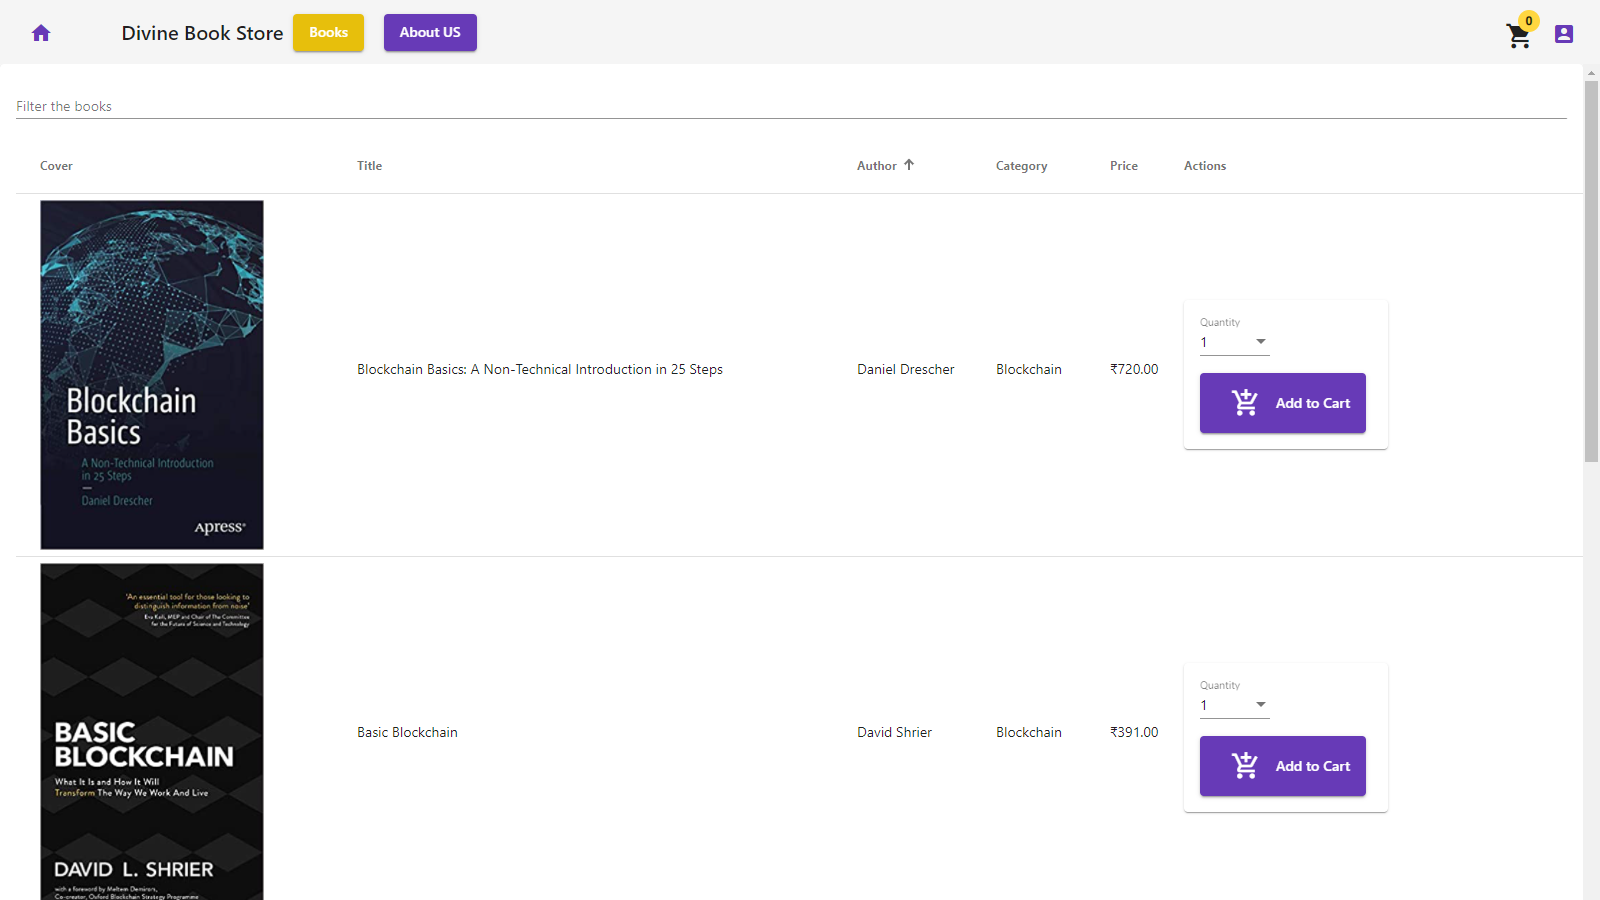 Divine Book Store
Books
About US
0
Filter the books
Cover
Title
Author
Category
Price
Actions
Blockchain
Basics
A Non-Technical Introduction
in 25 Steps
Daniel Drescher
Apress®
Blockchain Basics: A Non-Technical Introduction in 25 Steps
Daniel Drescher
Blockchain
₹720.00
Quantity
1
Add to Cart
'An essential tool for those looking to
distinguish information from noise'
Eva Kaili, MEP and Chair of The Committee
for the Future of Science and Technology
BASIC
BLOCKCHAIN
What It Is and How It Will
Transform The Way We Work And Live
DAVID L. SHRIER
with a foreword by Meltem Demirors,
Co-creator, Oxford Blockchain Strategy Programme
Basic Blockchain
David Shrier
Blockchain
₹391.00
Quantity
1
Add to Cart